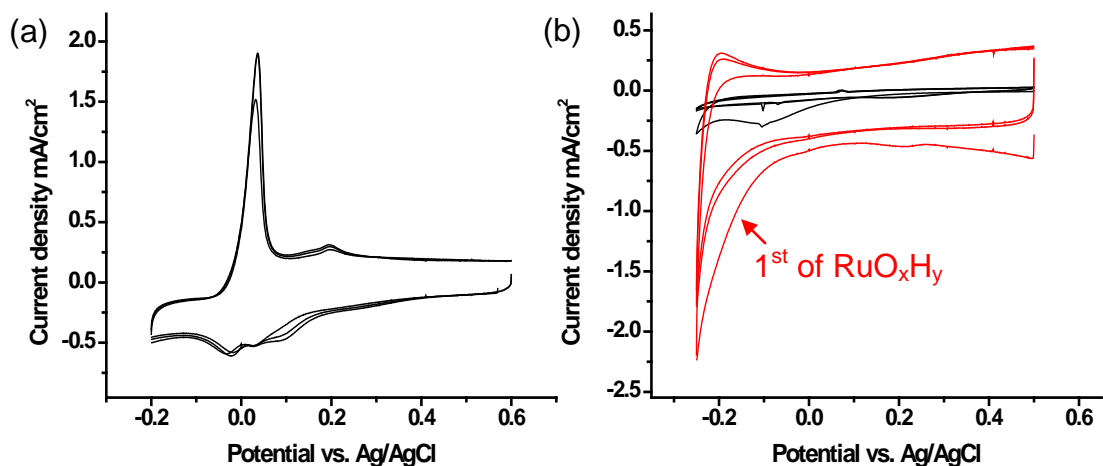 (a)
2.0
1.5
1.0
0.5
0.0
-0.5
Current density mA/cm²
-0.2 0.0 0.2 0.4 0.6
Potential vs. Ag/AgCl
(b)
0.5
0.0
-0.5
-1.0
-1.5
-2.0
-2.5
Current density mA/cm²
1st of RuOxHy
-0.2 0.0 0.2 0.4 0.6
Potential vs. Ag/AgCl